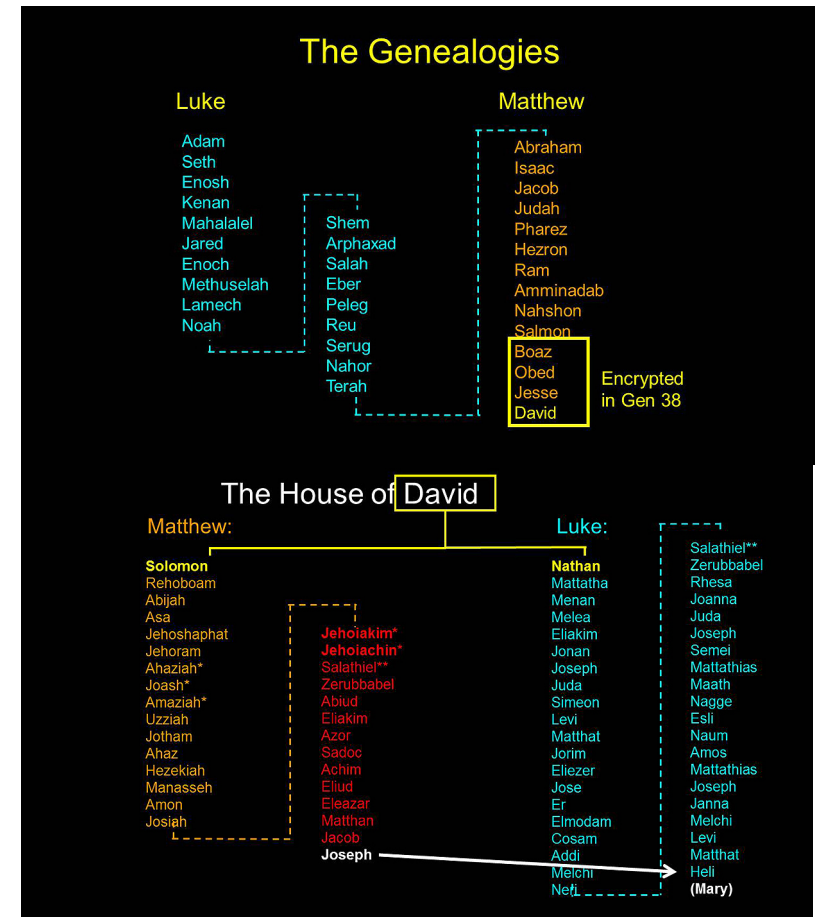 The Genealogies
Luke
Adam
Seth
Enosh
Kenan
Mahalalel
Jared
Enoch
Methuselah
Lamech
Noah
Shem
Arphaxad
Salah
Eber
Peleg
Reu
Serug
Nahor
Terah
Matthew
Abraham
Isaac
Jacob
Judah
Pharez
Hezron
Ram
Amminadab
Nahshon
Salmon
Boaz
Obed
Jesse
David
Encrypted
in Gen 38
The House of David
Matthew:
Solomon
Rehoboam
Abijah
Asa
Jehoshaphat
Jehoram
Ahaziah*
Joash*
Amaziah*
Uzziah
Jotham
Ahaz
Hezekiah
Manasseh
Amon
Josiah
Jehoiakim*
Jehoiachin*
Salathiel**
Zerubbabel
Abiud
Eliakim
Azor
Sadoc
Achim
Eliud
Eleazar
Matthan
Jacob
Joseph
Luke:
Nathan
Mattatha
Menan
Melea
Eliakim
Jonan
Joseph
Juda
Simeon
Levi
Matthat
Jorim
Eliezer
Jose
Er
Elmodam
Cosam
Addi
Melchi
Neri
Salathiel**
Zerubbabel
Rhesa
Joanna
Juda
Joseph
Semei
Mattathias
Maath
Nagge
Esli
Naum
Amos
Mattathias
Joseph
Janna
Melchi
Levi
Matthat
Heli
(Mary)